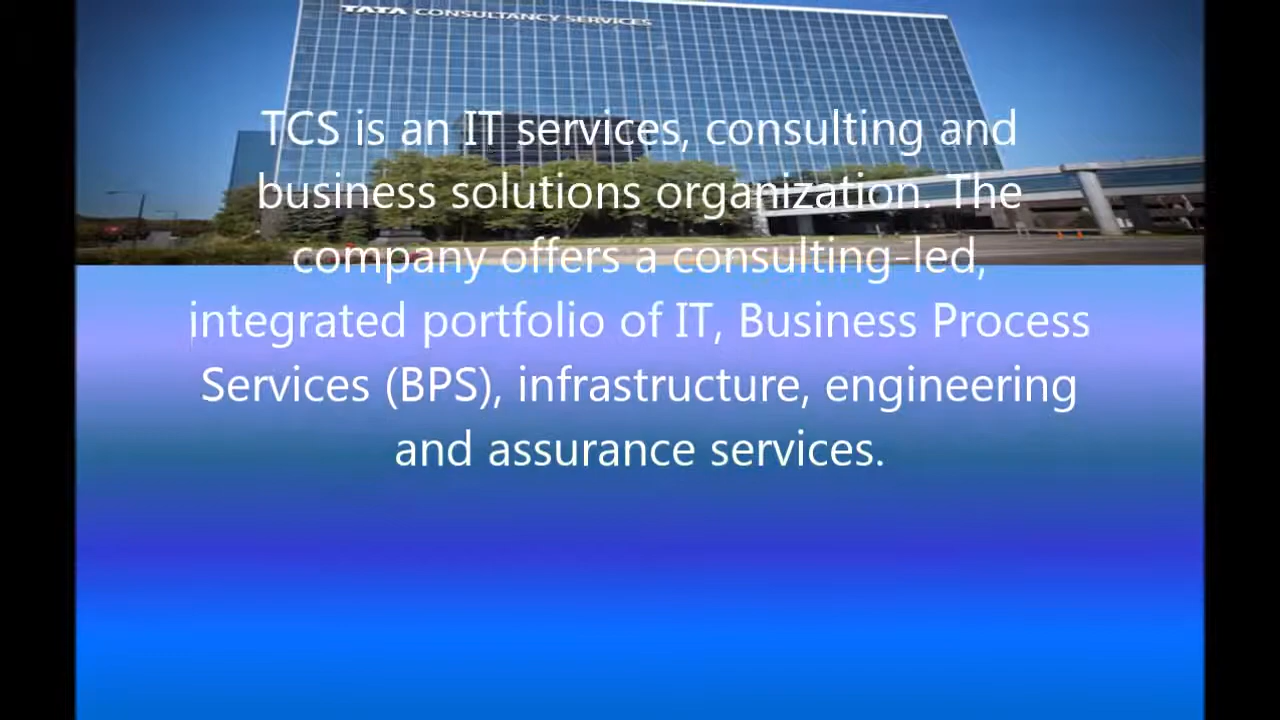 TATA CONSULTANCY SERVICES
TCS is an IT services, consulting and
business solutions organization. The
company offers a consulting-led,
integrated portfolio of IT, Business Process
Services (BPS), infrastructure, engineering
and assurance services.